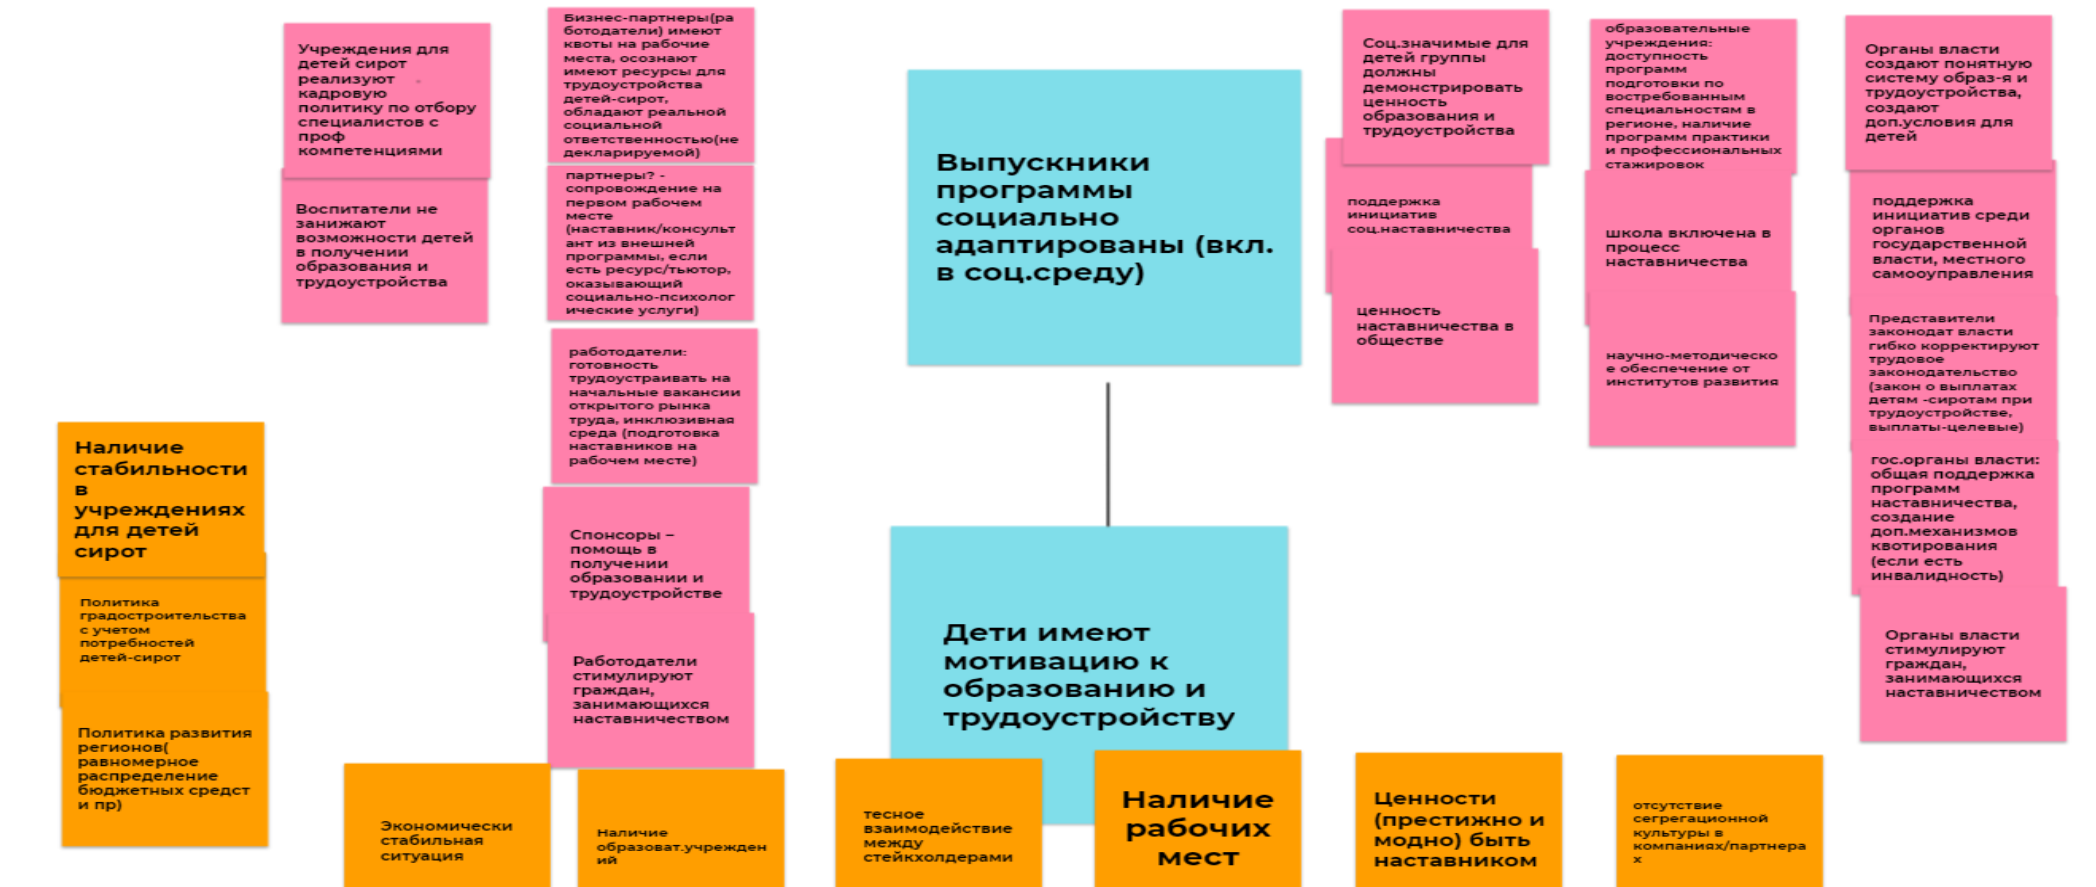 Учреждения для
детей сирот
реализуют
кадровую
политику по отбору
специалистов с
проф
компетенциями
Воспитатели не
занижают
возможности детей
в получении
образования и
трудоустройства
Бизнес-партнеры(ра
ботодатели) имеют
квоты на рабочие
места, осознают
имеют ресурсы для
трудоустройства
детей-сирот,
обладают реальной
социальной
ответственностью(не
декларируемой)
партнеры? -
сопровождение на
первом рабочем
месте
(наставник/консульт
ант из внешней
программы, если
есть ресурс/тьютор,
оказывающий
социально-психолог
ические услуги)
работодатели:
готовность
трудоустраивать на
начальные вакансии
открытого рынка
труда, инклюзивная
среда (подготовка
наставников на
рабочем месте)
Спонсоры –
помощь в
получении
образовании и
трудоустройстве
Работодатели
стимулируют
граждан,
занимающихся
наставничеством
Выпускники
программы
социально
адаптированы (вкл.
в соц.среду)
Дети имеют
мотивацию к
образованию и
трудоустройству
Соц.значимые для
детей группы
должны
демонстрировать
ценность
образования и
трудоустройства
поддержка
инициатив
соц.наставничества
ценность
наставничества в
обществе
образовательные
учреждения:
доступность
программ
подготовки по
востребованным
специальностям в
регионе, наличие
программ практики
и профессиональных
стажировок
школа включена в
процесс
наставничества
научно-методическо
е обеспечение от
институтов развития
Органы власти
создают понятную
систему образ-я и
трудоустройства,
создают
доп.условия для
детей
поддержка
инициатив среди
органов
государственной
власти, местного
самооуправления
Представители
законодат власти
гибко корректируют
трудовое
законодательство
(закон о выплатах
детям -сиротам при
трудоустройстве,
выплаты-целевые)
гос.органы власти:
общая поддержка
программ
наставничества,
создание
доп.механизмов
квотирования
(если есть
инвалидность)
Органы власти
стимулируют
граждан,
занимающихся
наставничеством
Наличие
стабильности
в
учреждениях
для детей
сирот
Политика
градостроительства
с учетом
потребностей
детей-сирот
Политика развития
регионов(
равномерное
распределение
бюджетных средст
и пр)
Экономически
стабильная
ситуация
Наличие
образоват.учрежден
ий
тесное
взаимодействие
между
стейкхолдерами
Наличие
рабочих
мест
Ценности
(престижно и
модно) быть
наставником
отсутствие
сегрегационной
культуры в
компаниях/партнера
х